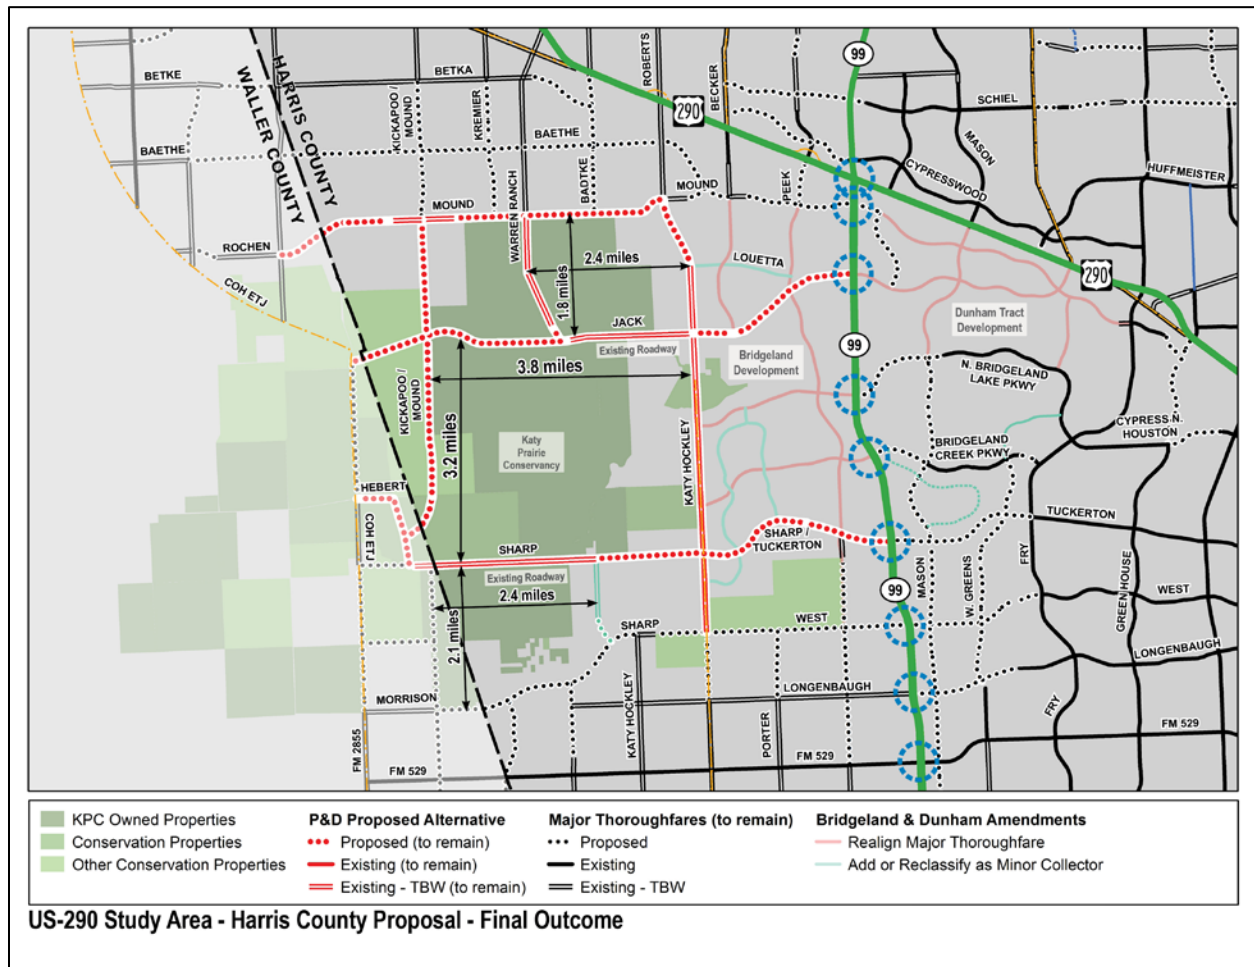 99
ROBERTS
BETKE
BETKA
BECKER
HARRIS COUNTY
WALLER COUNTY
KICKAPOO /
MOUND
KREMIER
290
SCHIEL
MASON
BAETHE
BAETHE
BADTKE
PEEK
CYPRESSWOOD
HUFFMEISTER
MOUND
MOUND
WARREN RANCH
ROCHEN
COH ETJ
2.4 miles
LOUETTA
290
1.8 miles
JACK
Existing Roadway
Dunham Tract
Development
99
Bridgeland
Development
3.8 miles
N. BRIDGELAND
LAKE PKWY
KICKAPOO /
MOUND
CYPRESS N.
HOUSTON
Katy
Prairie
Conservancy
3.2 miles
KATY HOCKLEY
BRIDGELAND
CREEK PKWY
HEBERT
COH ETJ
TUCKERTON
SHARP /
TUCKERTON
SHARP
Existing Roadway
FRY
MASON
W. GREENS
GREEN HOUSE
99
WEST
2.4 miles
2.1 miles
SHARP
WEST
LONGENBAUGH
MORRISON
LONGENBAUGH
KATY HOCKLEY
PORTER
FRY
FM 2855
FM 529
FM 529
KPC Owned Properties
Conservation Properties
Other Conservation Properties
P&D Proposed Alternative
Proposed (to remain)
Existing (to remain)
Existing - TBW (to remain)
Major Thoroughfares (to remain)
Proposed
Existing
Existing - TBW
Bridgeland & Dunham Amendments
Realign Major Thoroughfare
Add or Reclassify as Minor Collector
US-290 Study Area - Harris County Proposal - Final Outcome